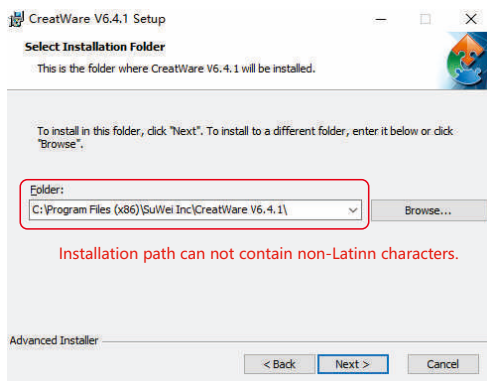 CreatWare V6.4.1 Setup
Select Installation Folder
This is the folder where CreatWare V6.4.1 will be installed.
To install in this folder, click "Next". To install to a different folder, enter it below or click
"Browse".
Folder:
C:\Program Files (x86)\SuWei Inc\CreatWare V6.4.1\
Browse...
Installation path can not contain non-Latinn characters.
Advanced Installer
< Back
Next >
Cancel